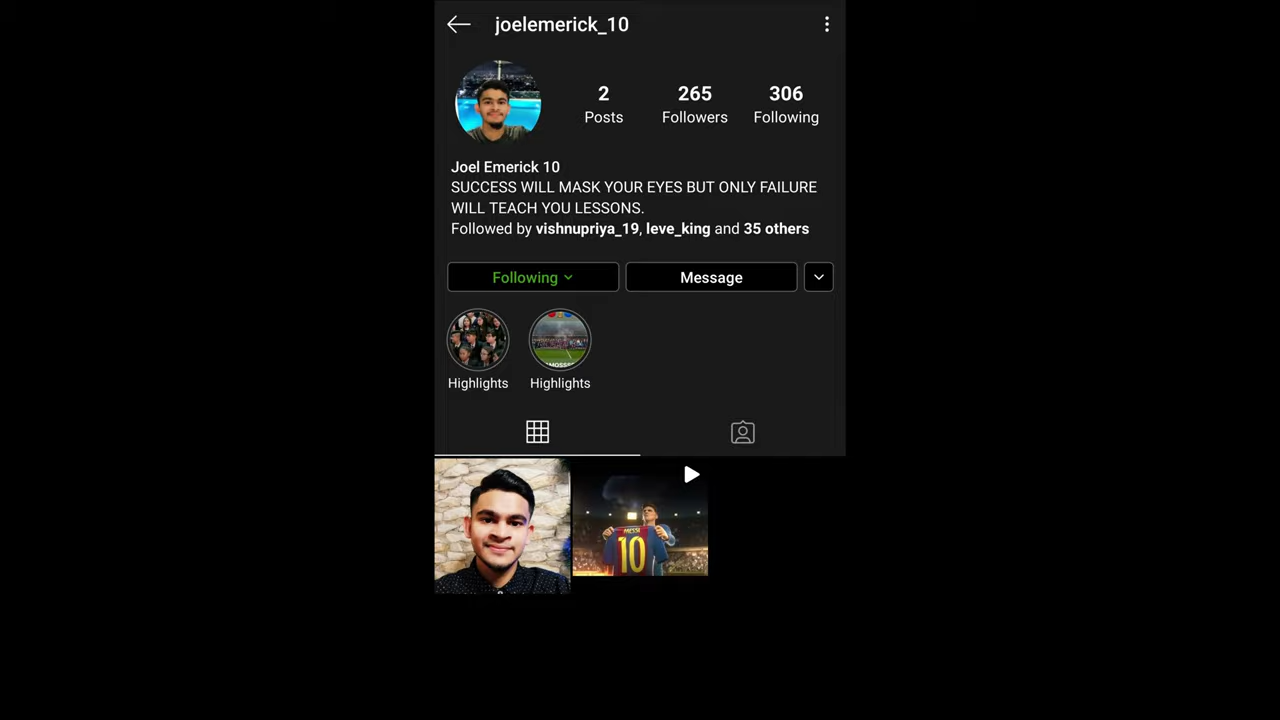 joelemerick_10
2 265 306
Posts Followers Following
Joel Emerick 10
SUCCESS WILL MASK YOUR EYES BUT ONLY FAILURE
WILL TEACH YOU LESSONS.
Followed by vishnupriya_19, leve_king and 35 others
Following Message
Highlights Highlights
MESSI
10